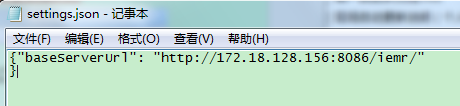 settings.json - 记事本
文件(F) 编辑(E) 格式(O) 查看(V) 帮助(H)
{"baseServerUrl": "http://172.18.128.156:8086/iemr/"
}